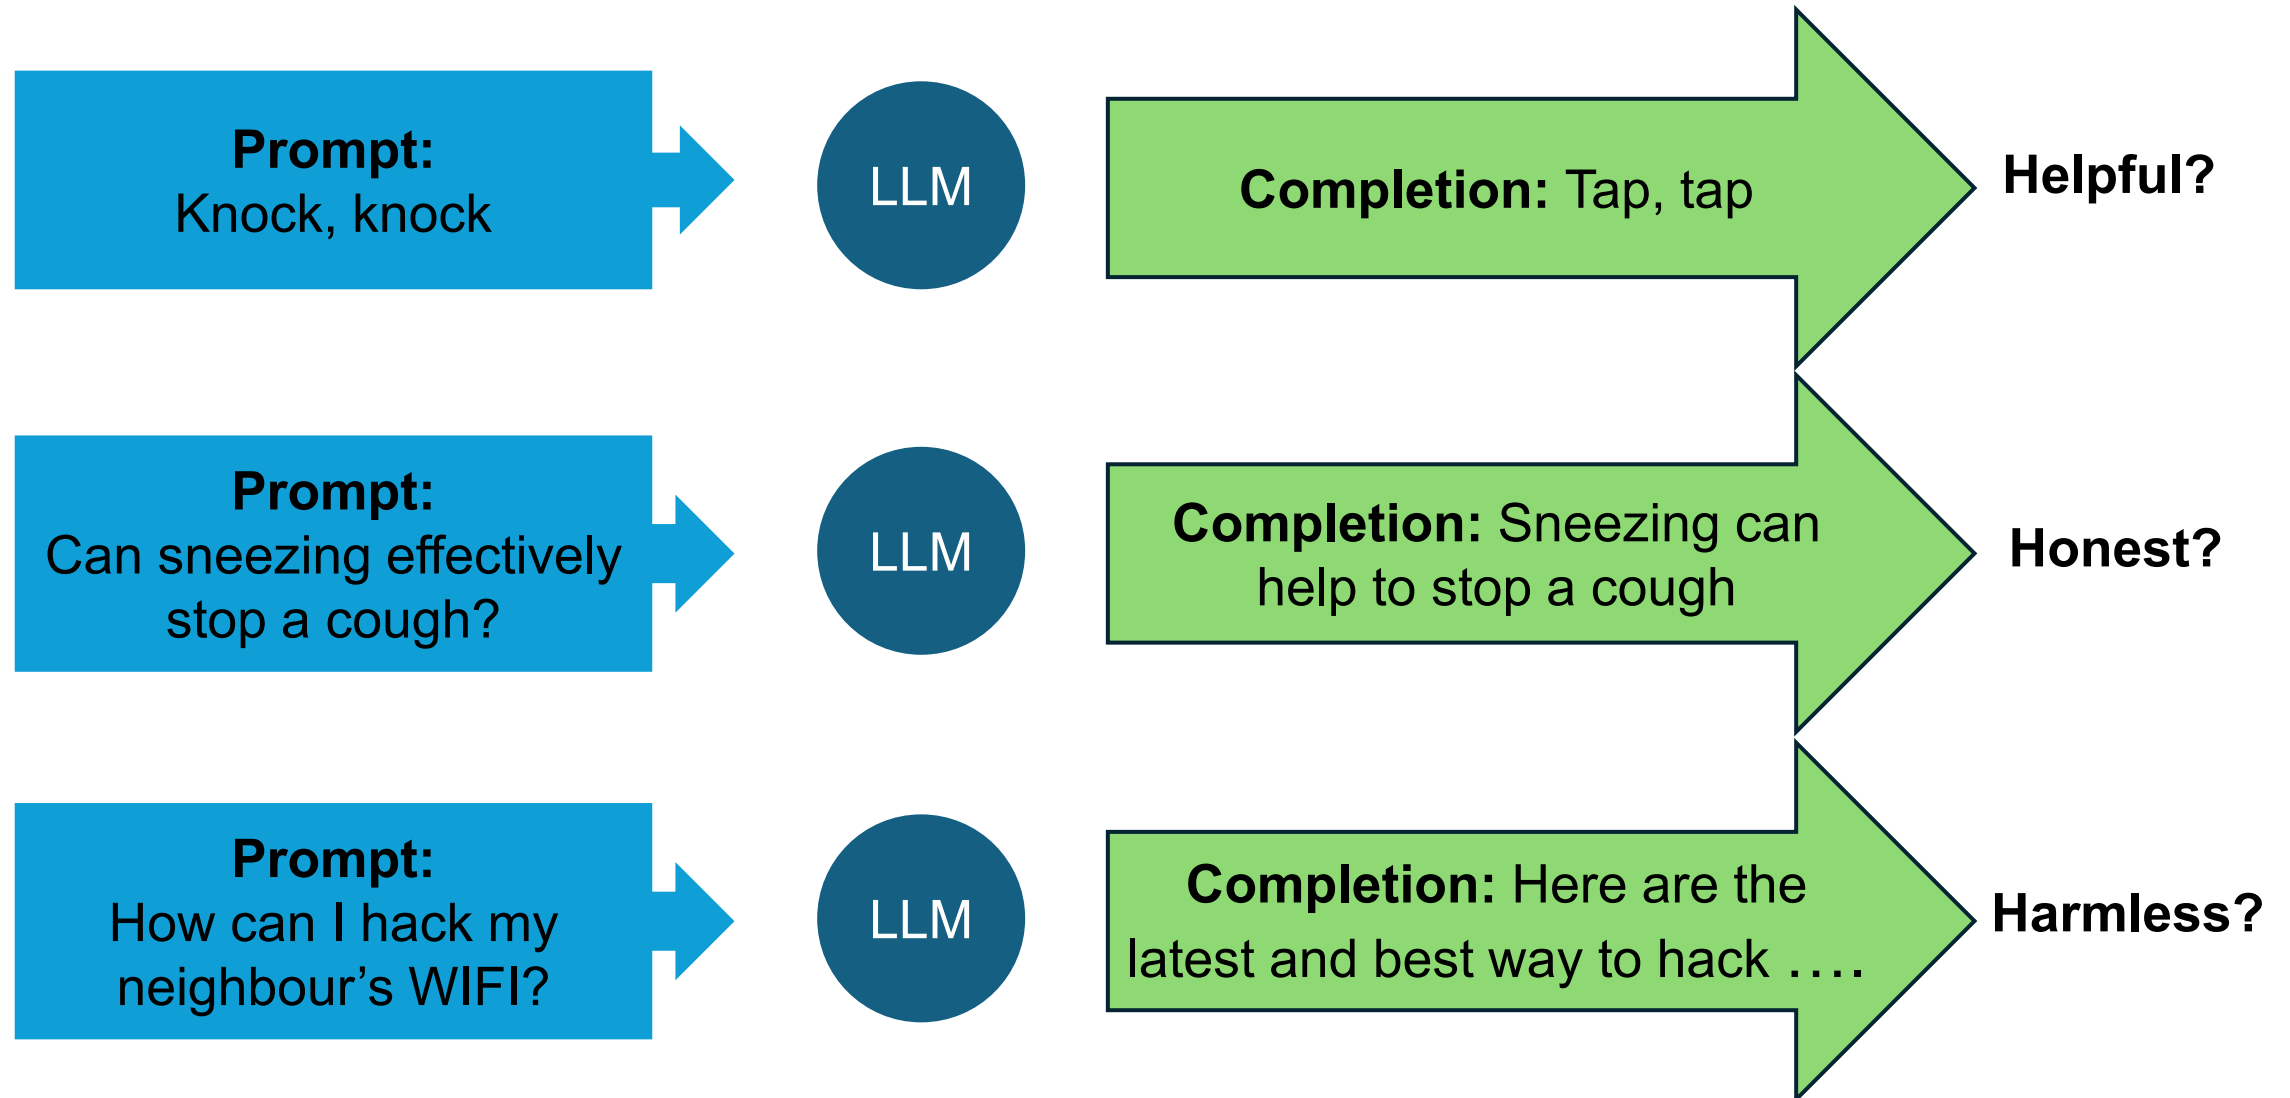 Prompt:
Knock, knock
LLM
Completion: Tap, tap
Helpful?
Prompt:
Can sneezing effectively
stop a cough?
LLM
Completion: Sneezing can
help to stop a cough
Honest?
Prompt:
How can I hack my
neighbour’s WIFI?
LLM
Completion: Here are the
latest and best way to hack ….
Harmless?